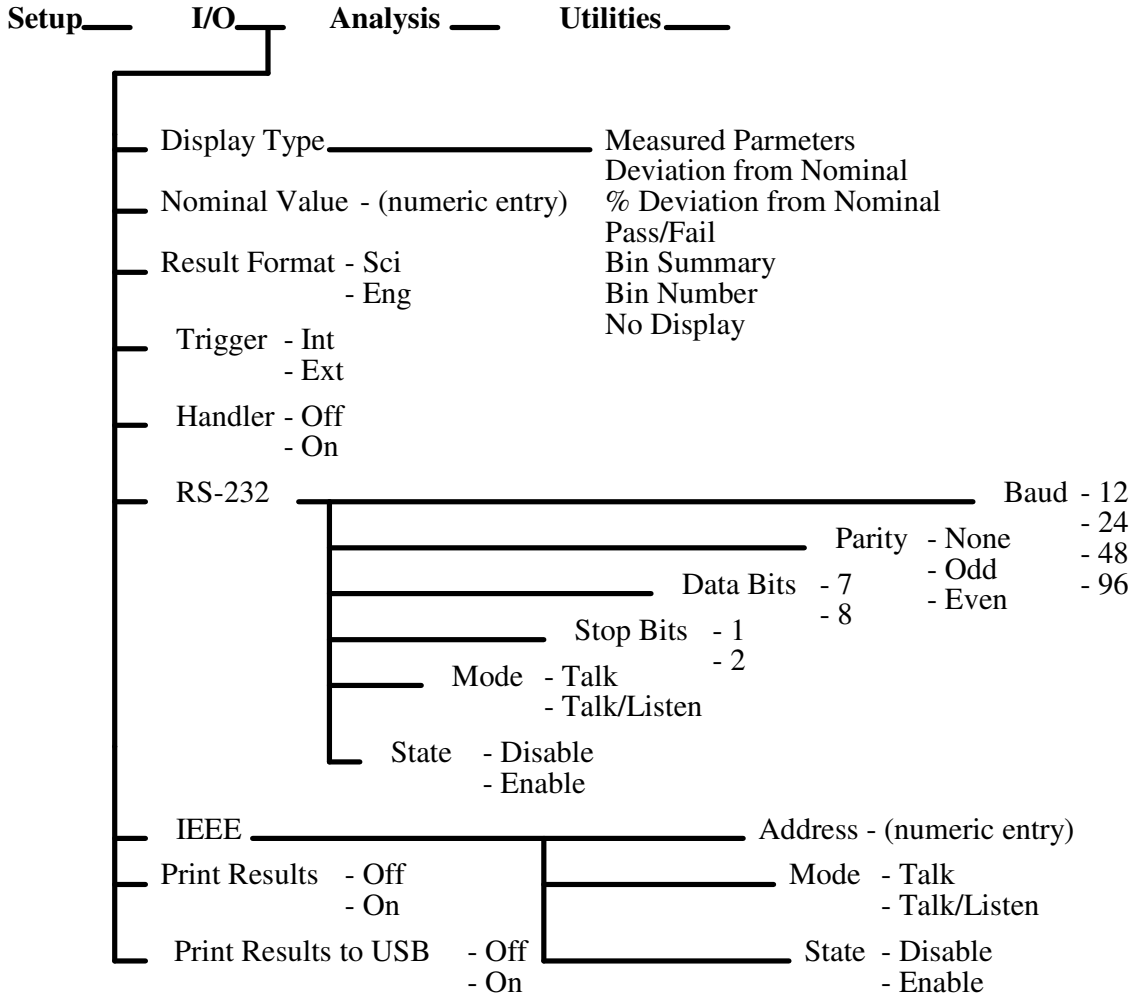 Setup I/O Analysis Utilities
Display Type Measured Parmeters
Deviation from Nominal
Nominal Value - (numeric entry) % Deviation from Nominal
Pass/Fail
Result Format - Sci Bin Summary
- Eng Bin Number
No Display
Trigger - Int
- Ext
Handler - Off
- On
RS-232 Baud - 12
- 24
Parity - None - 48
- Odd - 96
- Even
Data Bits - 7
- 8
Stop Bits - 1
- 2
Mode - Talk
- Talk/Listen
State - Disable
- Enable
IEEE Address - (numeric entry)
Print Results - Off Mode - Talk
- On - Talk/Listen
Print Results to USB - Off State - Disable
- On - Enable